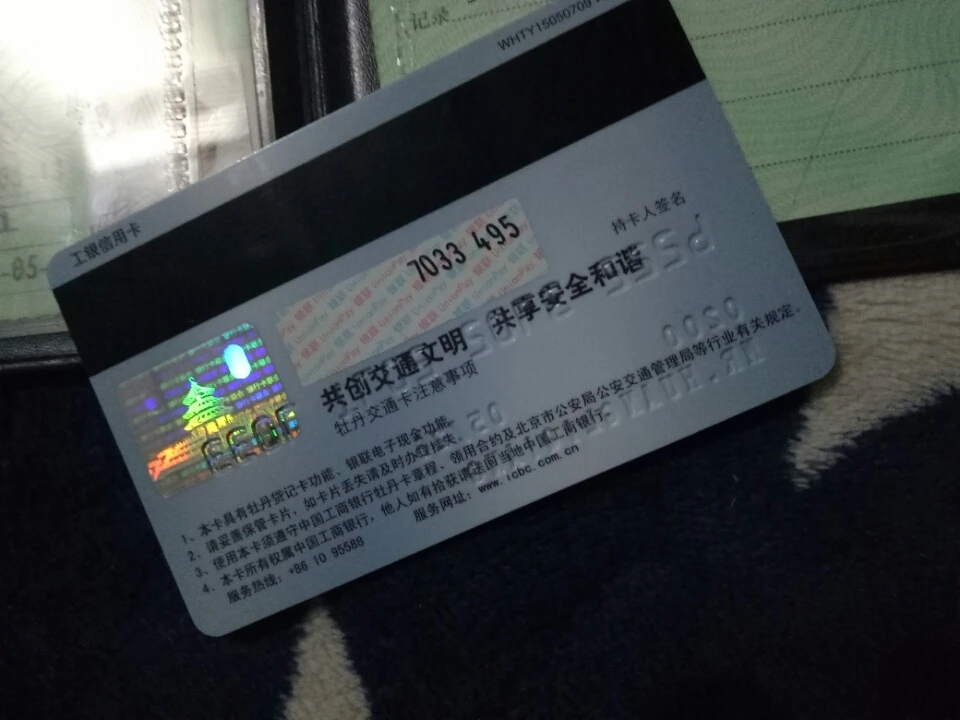 记录
WHTY15050709
工银信用卡
持卡人签名
7033 495
共创交通文明 共享安全和谐
牡丹交通卡注意事项
1、本卡具有牡丹贷记卡功能、银联电子现金功能。
2、请妥善保管卡片，如卡片丢失请及时办理挂失。
3、使用本卡须遵守中国工商银行牡丹卡章程、领用合约及北京市公安局公安交通管理局等行业有关规定。
4、本卡所有权属中国工商银行，他人如有拾获请送回当地中国工商银行。
服务热线：+86 10 95588
服务网址：www.icbc.com.cn